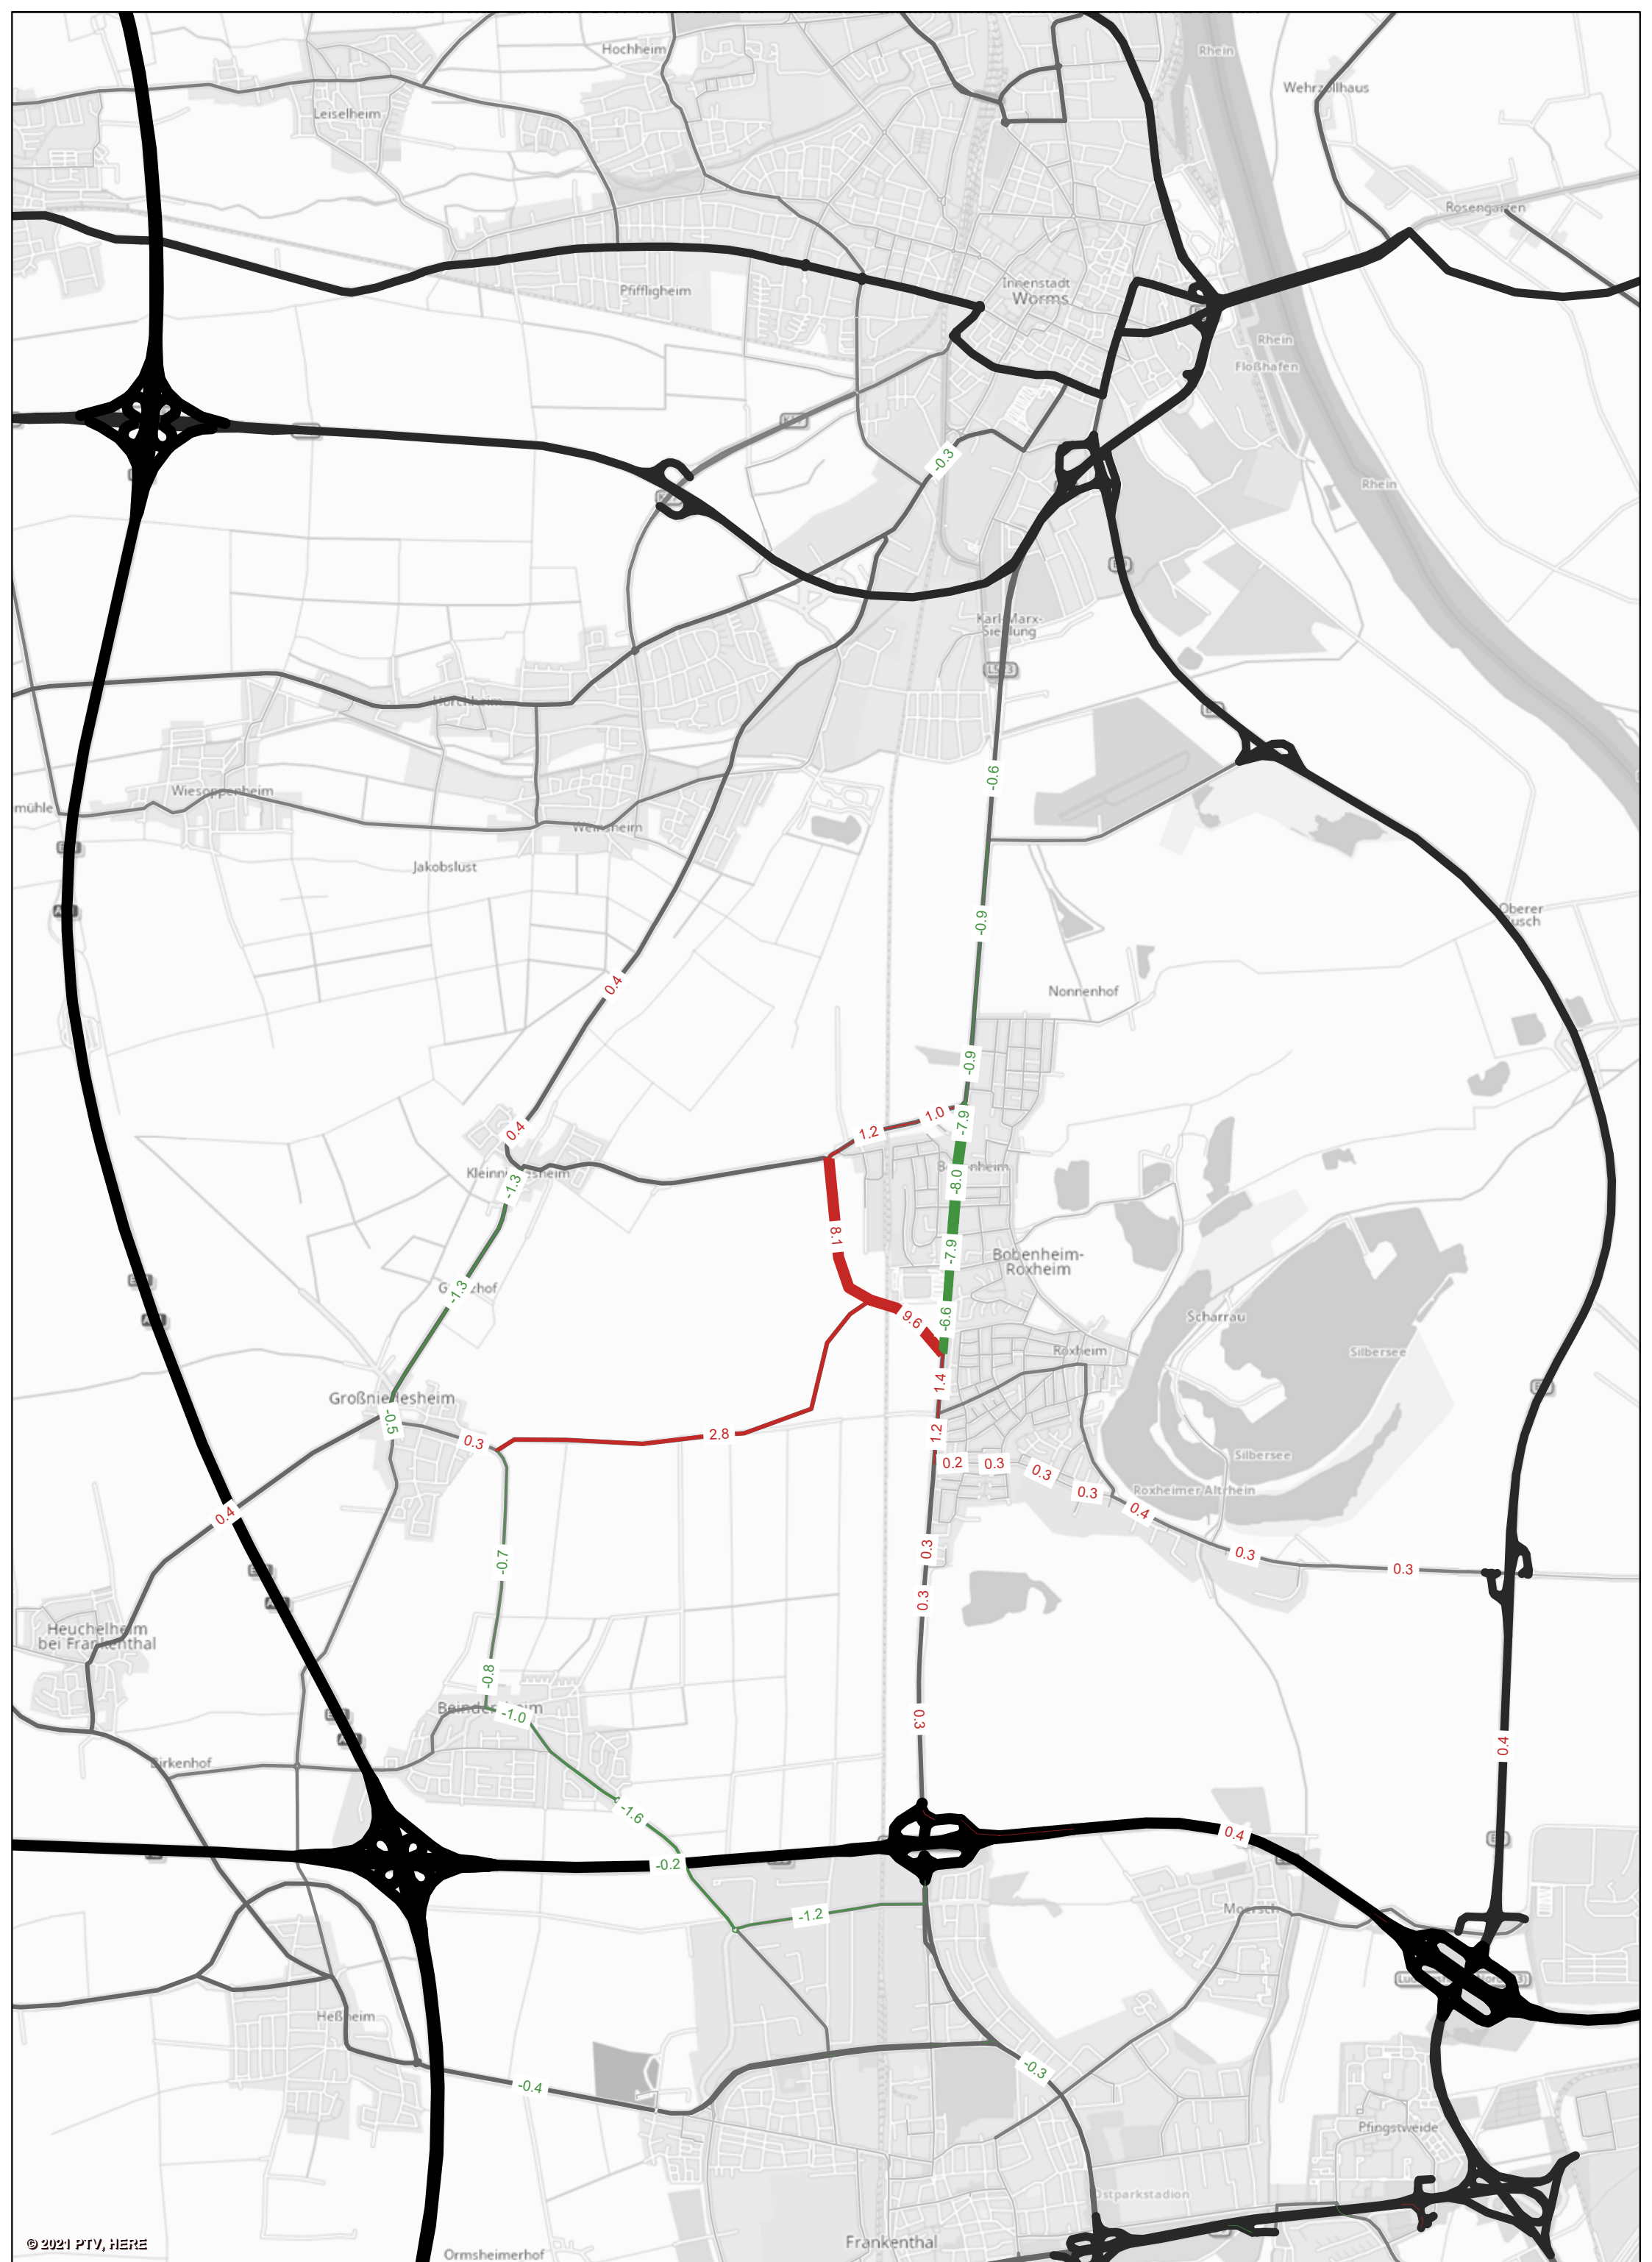 Hochheim
Rhein
Wehrzollhaus
Leiselheim
Rosengarten
Pfiffligheim
Innenstadt
Worms
Rhein
Floßhafen
-0.3
Rhein
Karl-Marx-
Siedlung
Horchheim
-0.6
Wiesoppenheim
Weinsheim
Jakobslust
-0.9
Oberer
Busch
0.4
Nonnenhof
-0.9
1.0
-7.9
0.4
1.2
Kleinniedesheim
-1.3
-8.0
8.1
-7.9
Bobenheim-
Roxheim
-1.3
9.6
-6.6
Scharrau
Roxheim
Silbersee
1.4
Großniedesheim
-0.5
0.3
2.8
1.2
0.2
0.3
0.3
Silbersee
0.3
Roxheimer Altrhein
0.4
0.4
0.3
-0.7
0.3
0.3
0.3
Heuchelheim
bei Frankenthal
-0.8
Beindersheim
-1.0
0.3
0.4
Birkenhof
-1.6
0.4
-0.2
-1.2
Moersch
Heßheim
-0.3
-0.4
Pfingstweide
Ostparkstadion
Frankenthal
Ormsheimerhof
© 2021 PTV, HERE